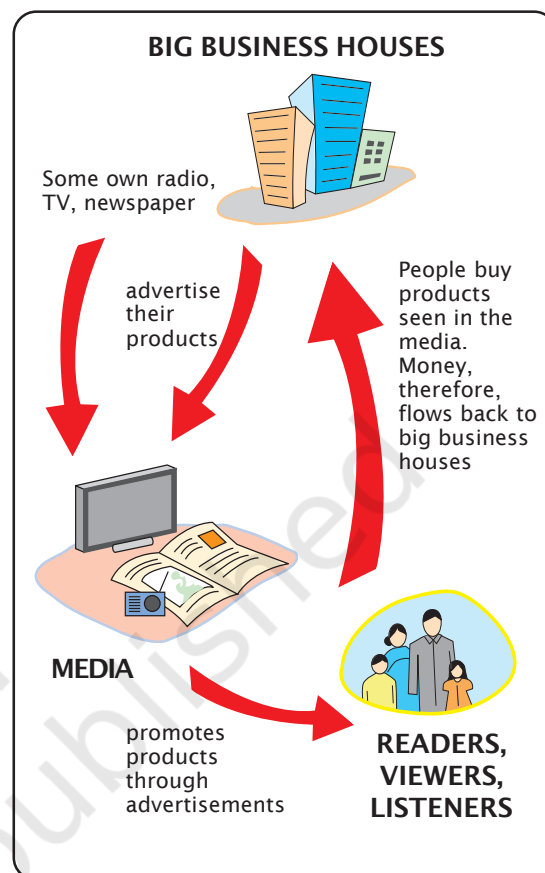 BIG BUSINESS HOUSES
Some own radio,
TV, newspaper
advertise
their
products
People buy
products
seen in the
media.
Money,
therefore,
flows back to
big business
houses
MEDIA
promotes
products
through
advertisements
READERS,
VIEWERS,
LISTENERS
published